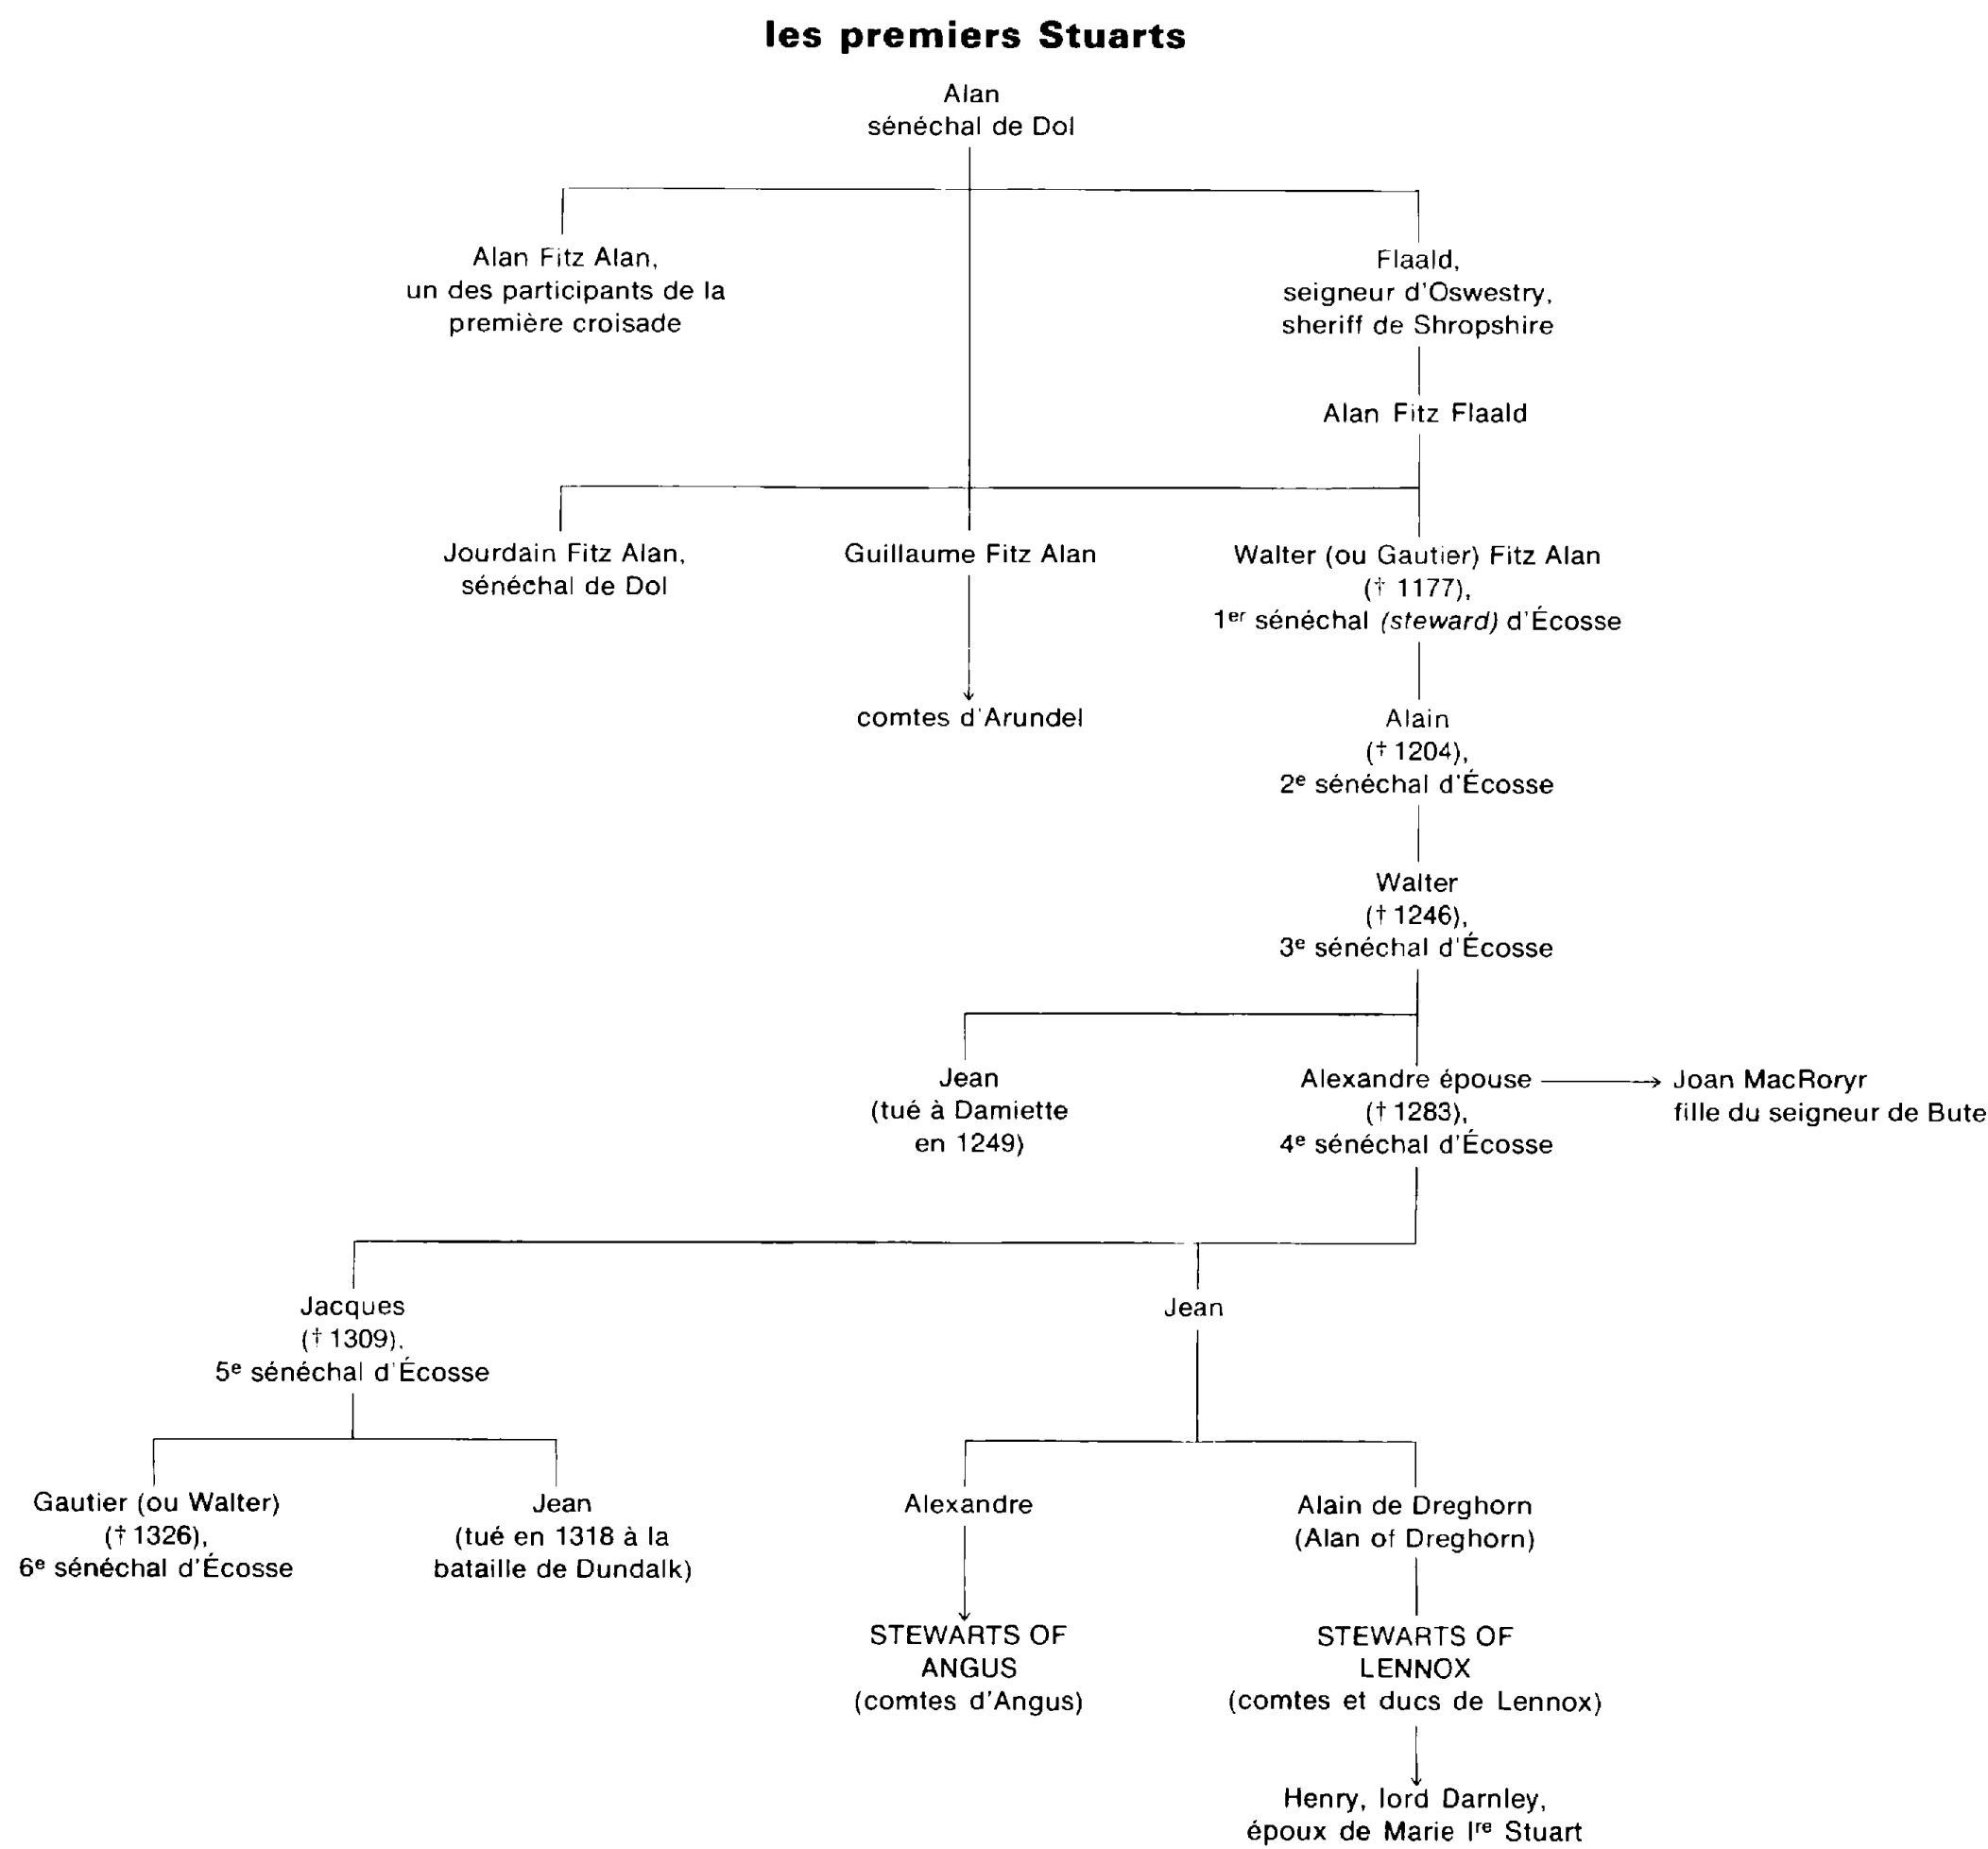 les premiers Stuarts
Alan
sénéchal de Dol
Alan Fitz Alan,
un des participants de la
première croisade
Flaald,
seigneur d'Oswestry,
sheriff de Shropshire
Alan Fitz Flaald
Jourdain Fitz Alan,
sénéchal de Dol
Guillaume Fitz Alan
Walter (ou Gautier) Fitz Alan
(† 1177),
1er sénéchal (steward) d'Écosse
comtes d'Arundel
Alain
(† 1204),
2e sénéchal d'Écosse
Walter
(† 1246),
3e sénéchal d'Écosse
Jean
(tué à Damiette
en 1249)
Alexandre épouse
(† 1283),
4e sénéchal d'Écosse
Joan MacRoryr
fille du seigneur de Bute
Jacques
(† 1309),
5e sénéchal d'Écosse
Jean
Gautier (ou Walter)
(† 1326),
6e sénéchal d'Écosse
Jean
(tué en 1318 à la
bataille de Dundalk)
Alexandre
Alain de Dreghorn
(Alan of Dreghorn)
STEWARTS OF
ANGUS
(comtes d'Angus)
STEWARTS OF
LENNOX
(comtes et ducs de Lennox)
Henry, lord Darnley,
époux de Marie Ire Stuart